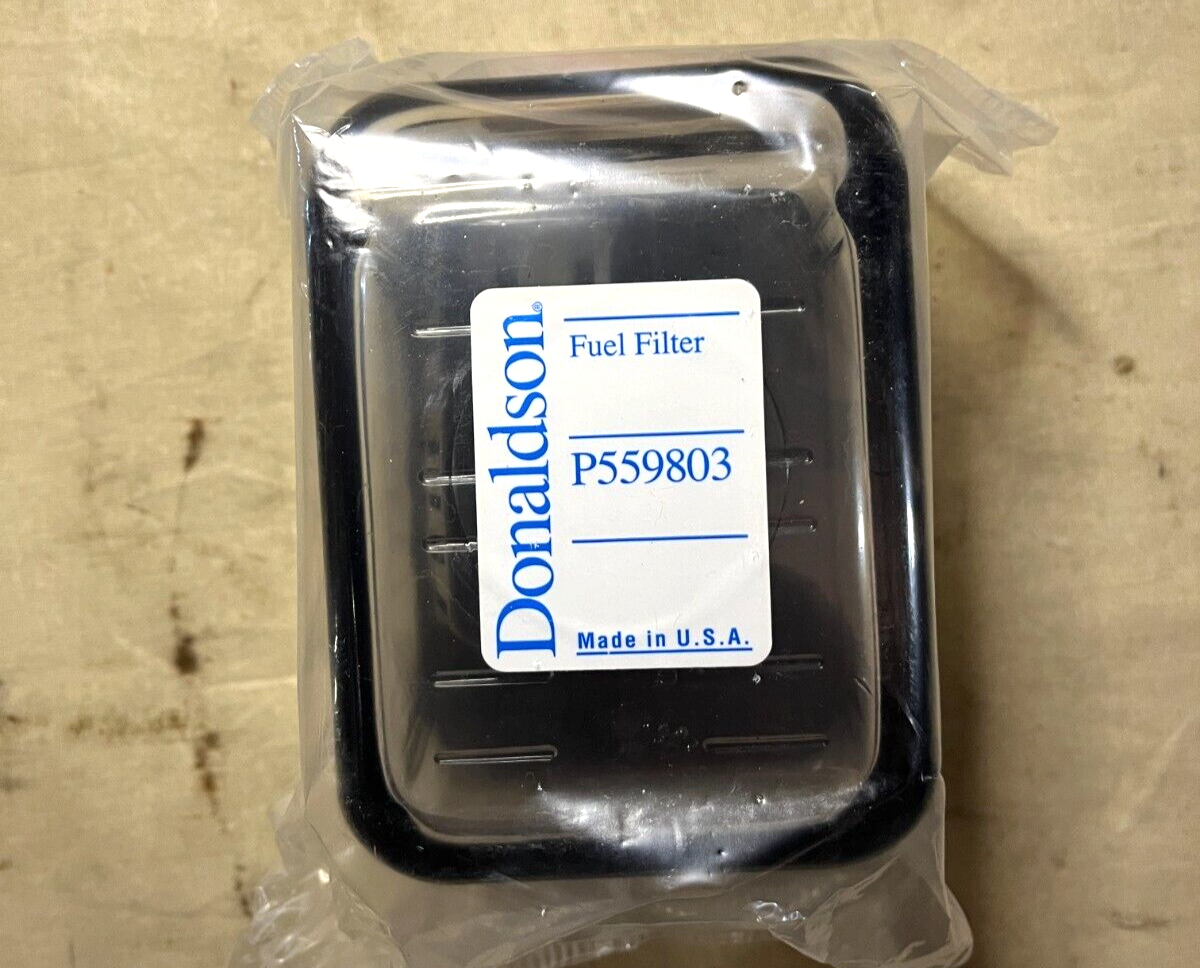 Donaldson®
Fuel Filter
P559803
Made in U.S.A.